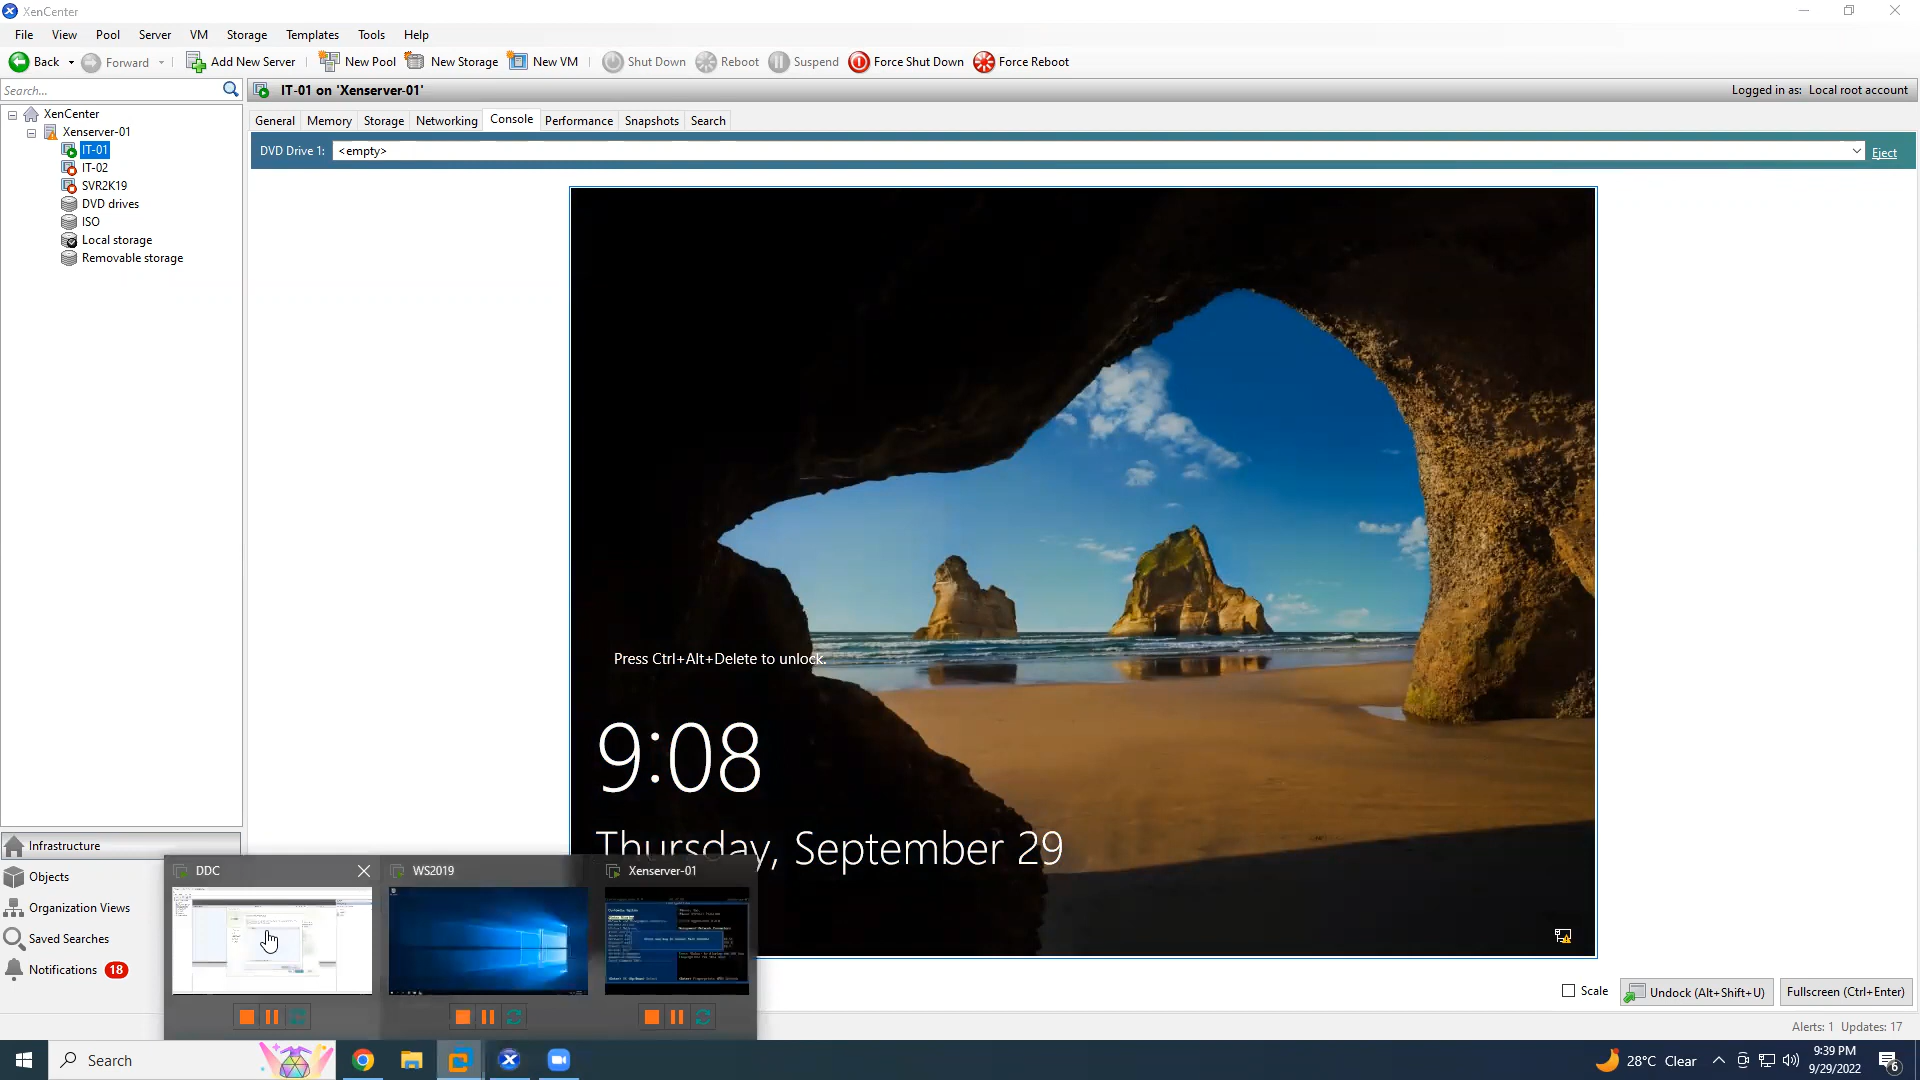 XenCenter
File View Pool Server VM Storage Templates Tools Help
Back Forward Add New Server New Pool New Storage New VM Shut Down Reboot Suspend Force Shut Down Force Reboot
Search...
IT-01 on 'Xenserver-01'
Logged in as: Local root account
XenCenter
Xenserver-01
IT-01
IT-02
SVR2K19
DVD drives
ISO
Local storage
Removable storage
General Memory Storage Networking Console Performance Snapshots Search
DVD Drive 1: <empty> Eject
Press Ctrl+Alt+Delete to unlock.
9:08
Thursday, September 29
Infrastructure
Objects
Organization Views
Saved Searches
Notifications 18
DDC
WS2019
Xenserver-01
Scale
Undock (Alt+Shift+U)
Fullscreen (Ctrl+Enter)
Alerts: 1 Updates: 17
Search
28°C Clear
9:39 PM
9/29/2022
6